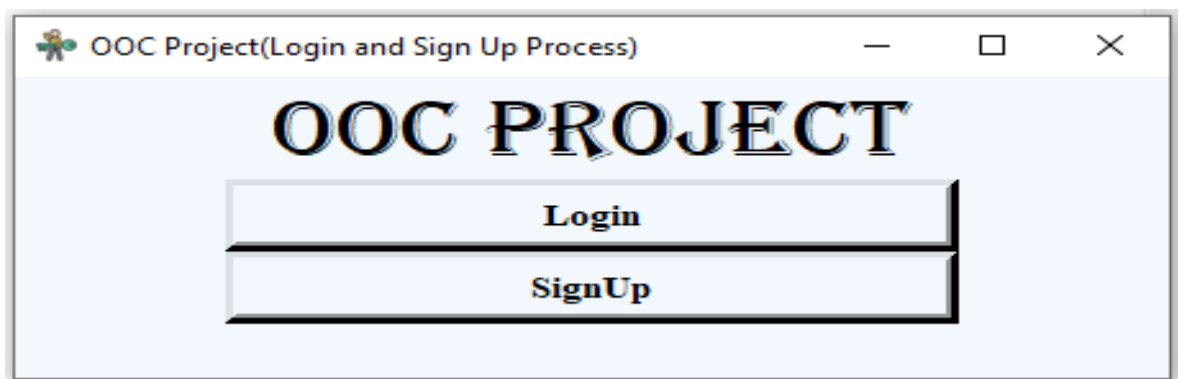 OOC Project(Login and Sign Up Process)
OOC PROJECT
Login
SignUp